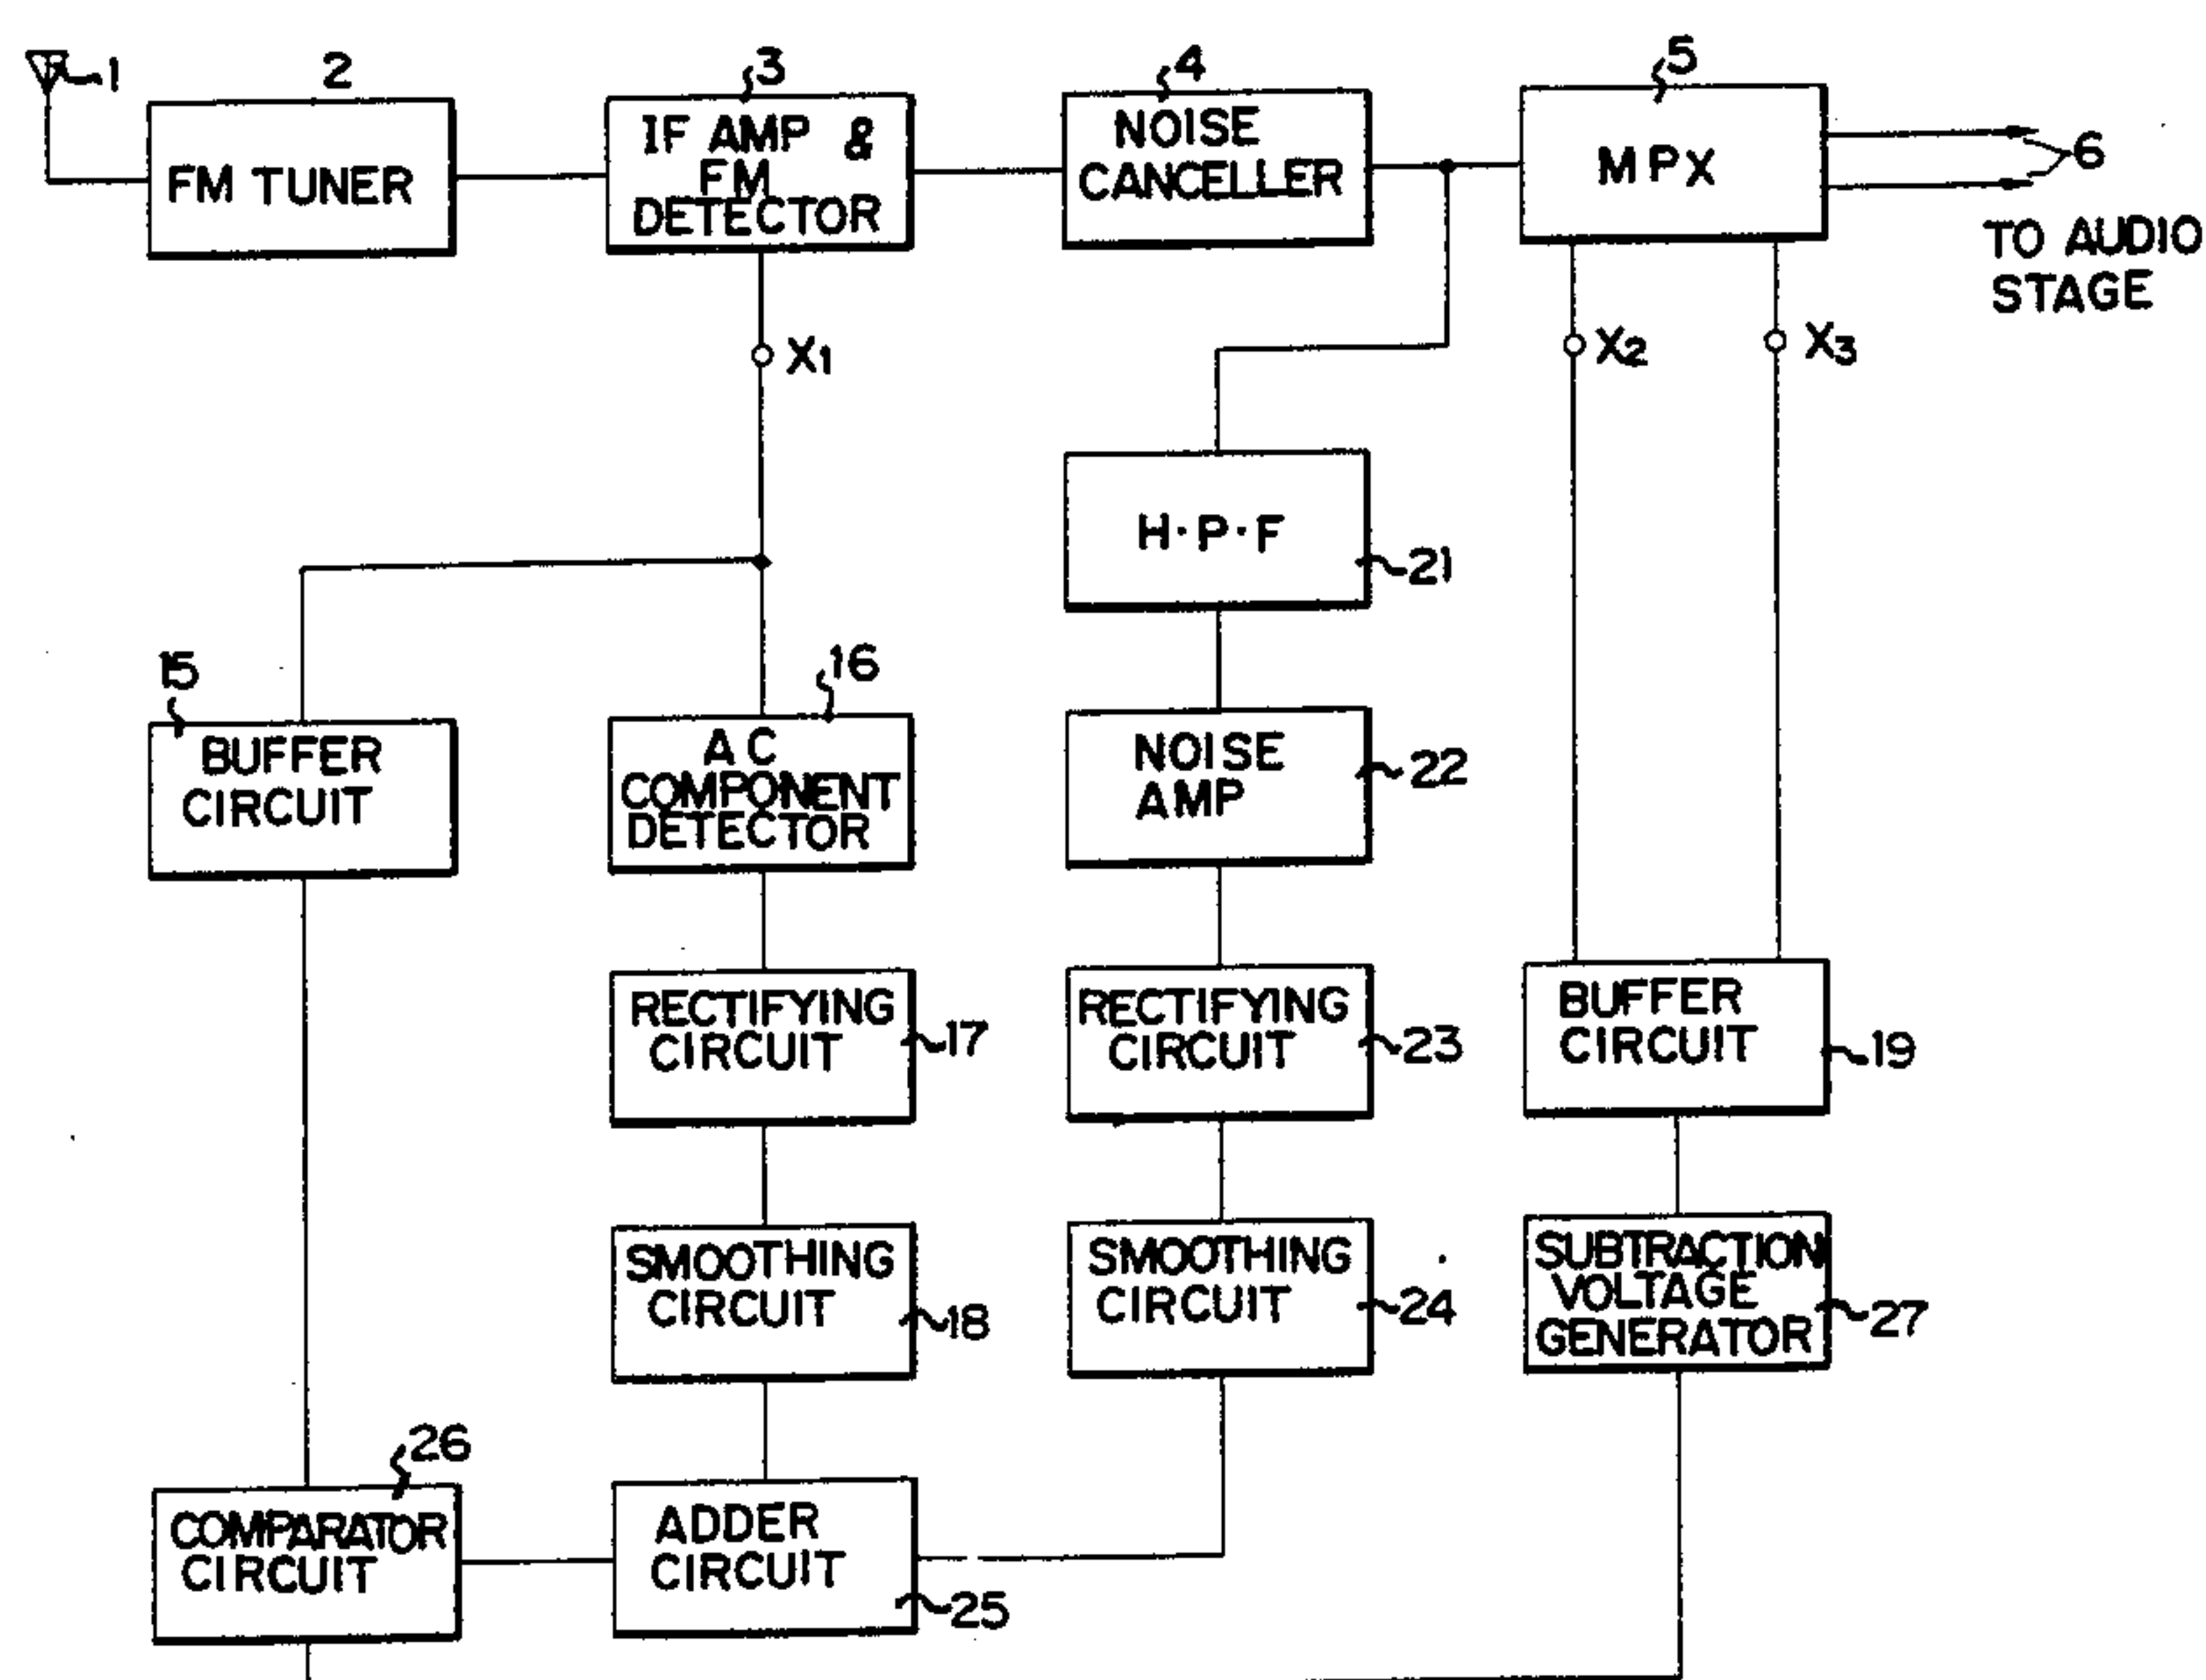 1
2
3
4
5
FM TUNER
IF AMP &
FM
DETECTOR
NOISE
CANCELLER
MPX
6
TO AUDIO
STAGE
X1
X2
X3
H·P·F
21
15
16
BUFFER
CIRCUIT
AC
COMPONENT
DETECTOR
NOISE
AMP
22
RECTIFYING
CIRCUIT
17
RECTIFYING
CIRCUIT
23
BUFFER
CIRCUIT
19
SMOOTHING
CIRCUIT
18
SMOOTHING
CIRCUIT
24
SUBTRACTION
VOLTAGE
GENERATOR
27
26
COMPARATOR
CIRCUIT
ADDER
CIRCUIT
25